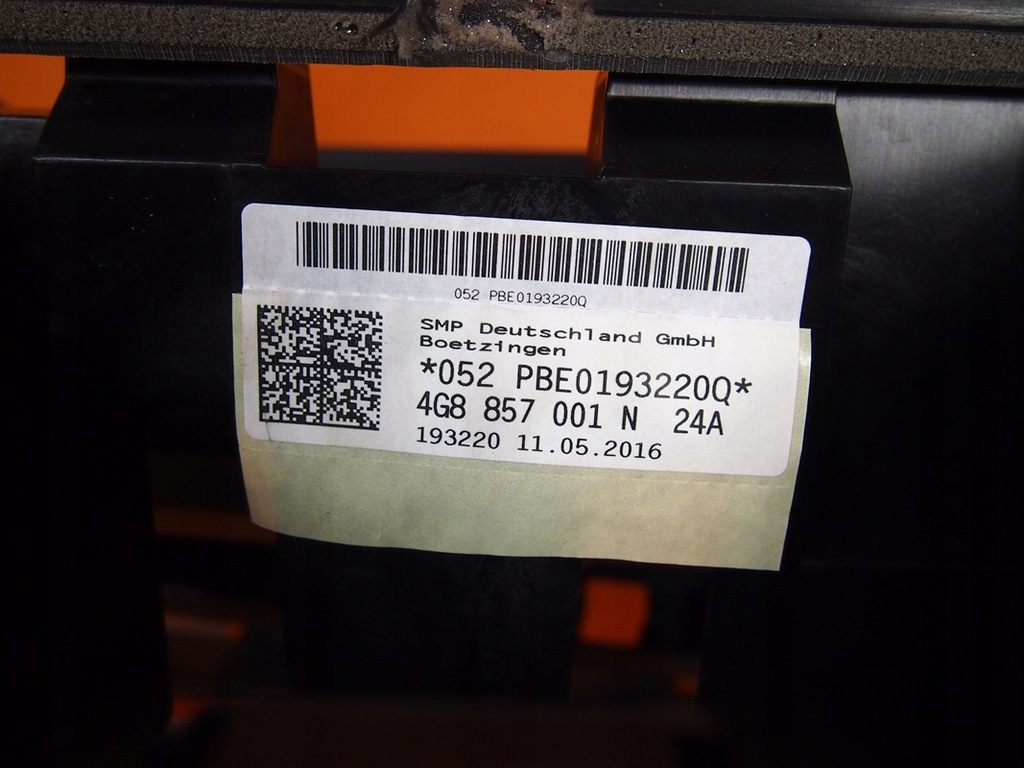 052 PBE0193220Q
SMP Deutschland GmbH
Boetzingen
*052 PBE0193220Q*
4G8 857 001 N 24A
193220 11.05.2016